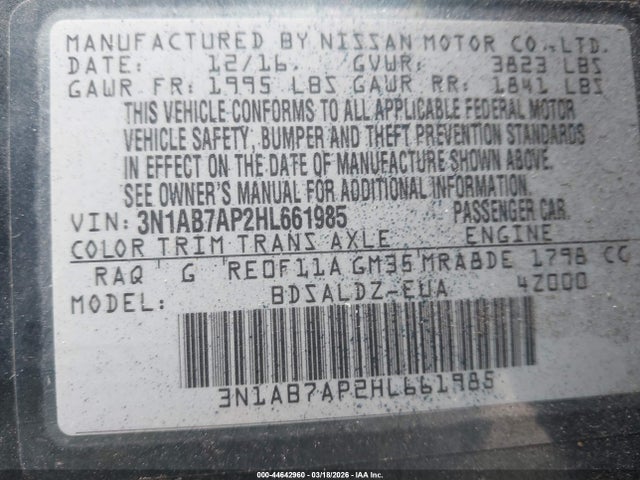 MANUFACTURED BY NISSAN MOTOR CO.,LTD.
DATE: 12/16. GVWR: 3823 LBS
GAWR FR: 1995 LBS GAWR RR: 1841 LBS
THIS VEHICLE CONFORMS TO ALL APPLICABLE FEDERAL MOTOR
VEHICLE SAFETY, BUMPER AND THEFT PREVENTION STANDARDS
IN EFFECT ON THE DATE OF MANUFACTURE SHOWN ABOVE.
SEE OWNER'S MANUAL FOR ADDITIONAL INFORMATION.
VIN: 3N1AB7AP2HL661985 PASSENGER CAR.
COLOR TRIM TRANS AXLE ENGINE
RAQ G RE0F11A GM35 MRA8DE 1798 CC
MODEL: BDSALDZ-EUA 4Z000
3N1AB7AP2HL661985
000-44642960 - 03/18/2026 - IAA Inc.